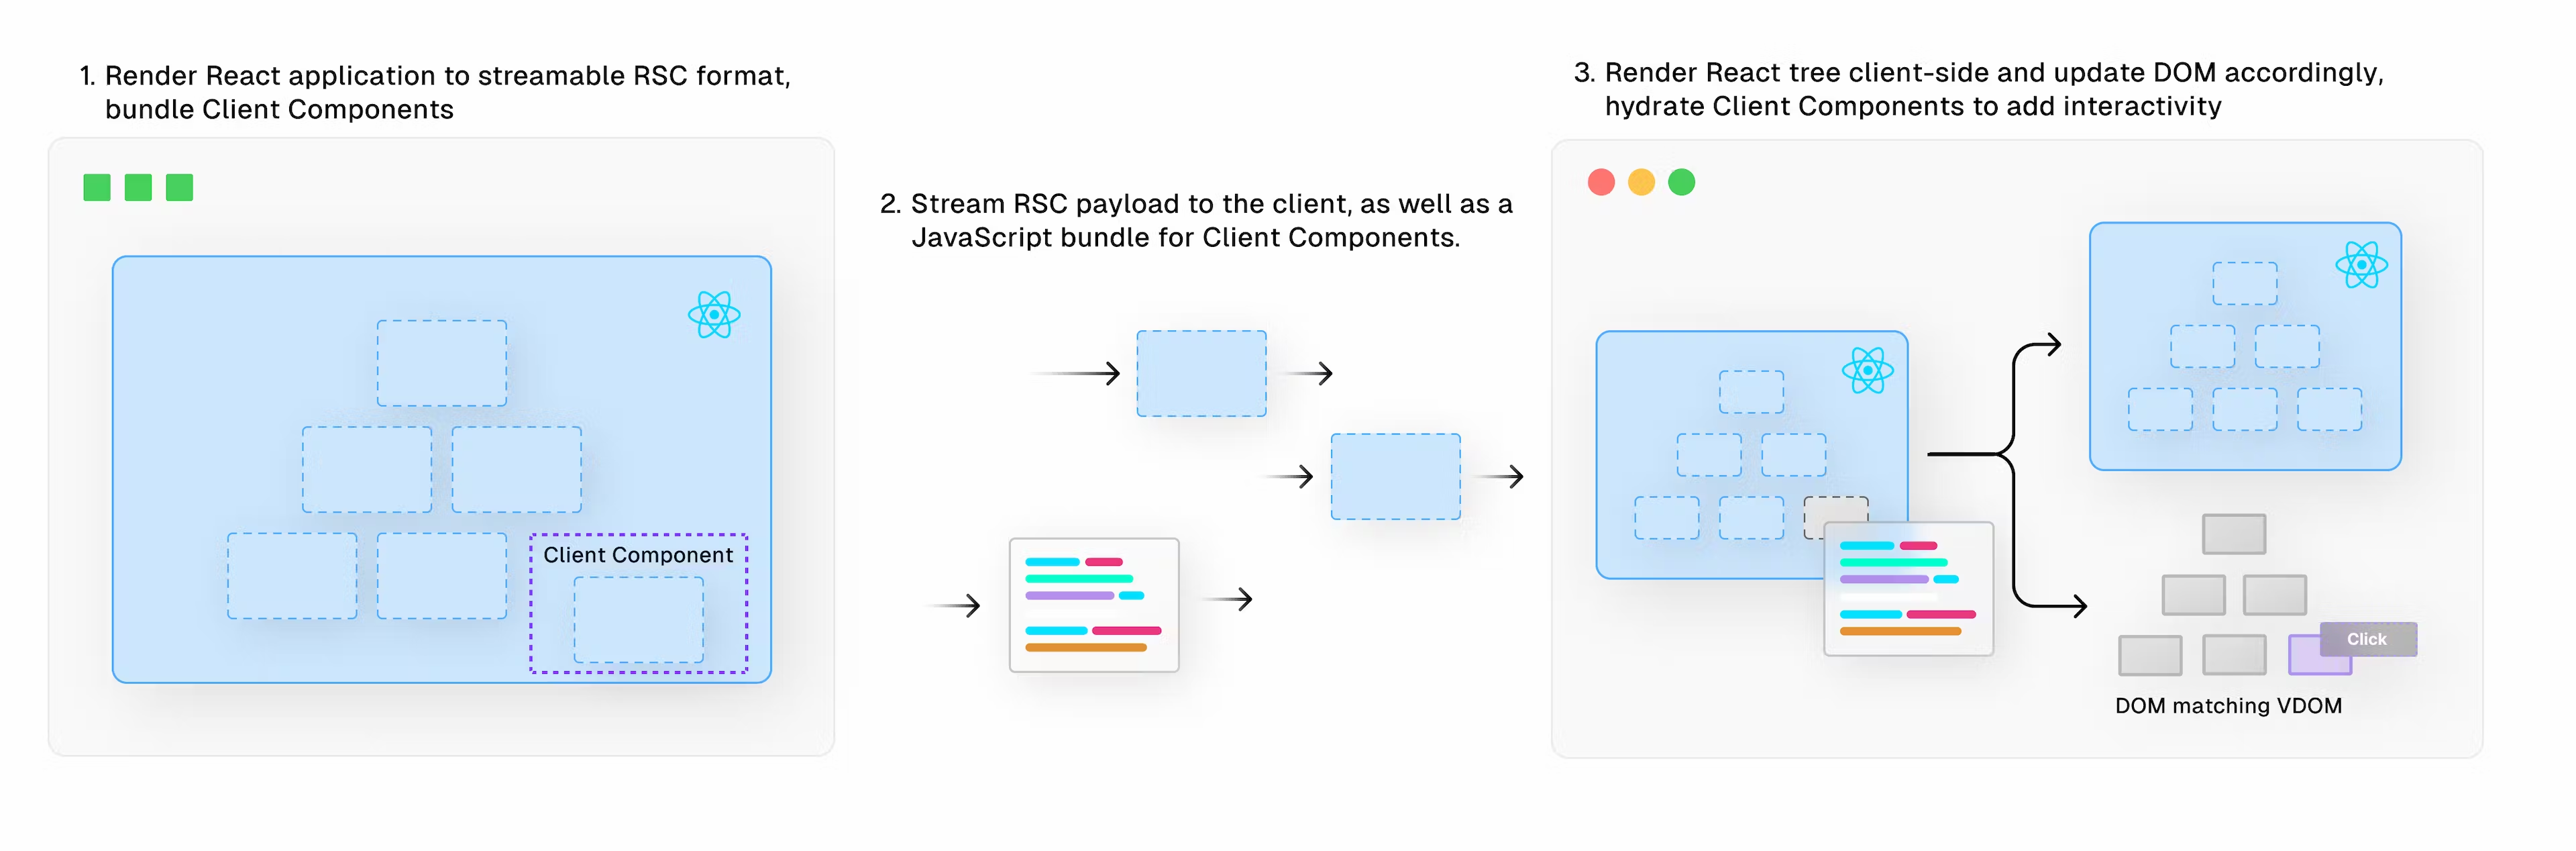 1. Render React application to streamable RSC format,
bundle Client Components
Client Component
2. Stream RSC payload to the client, as well as a
JavaScript bundle for Client Components.
3. Render React tree client-side and update DOM accordingly,
hydrate Client Components to add interactivity
Click
DOM matching VDOM